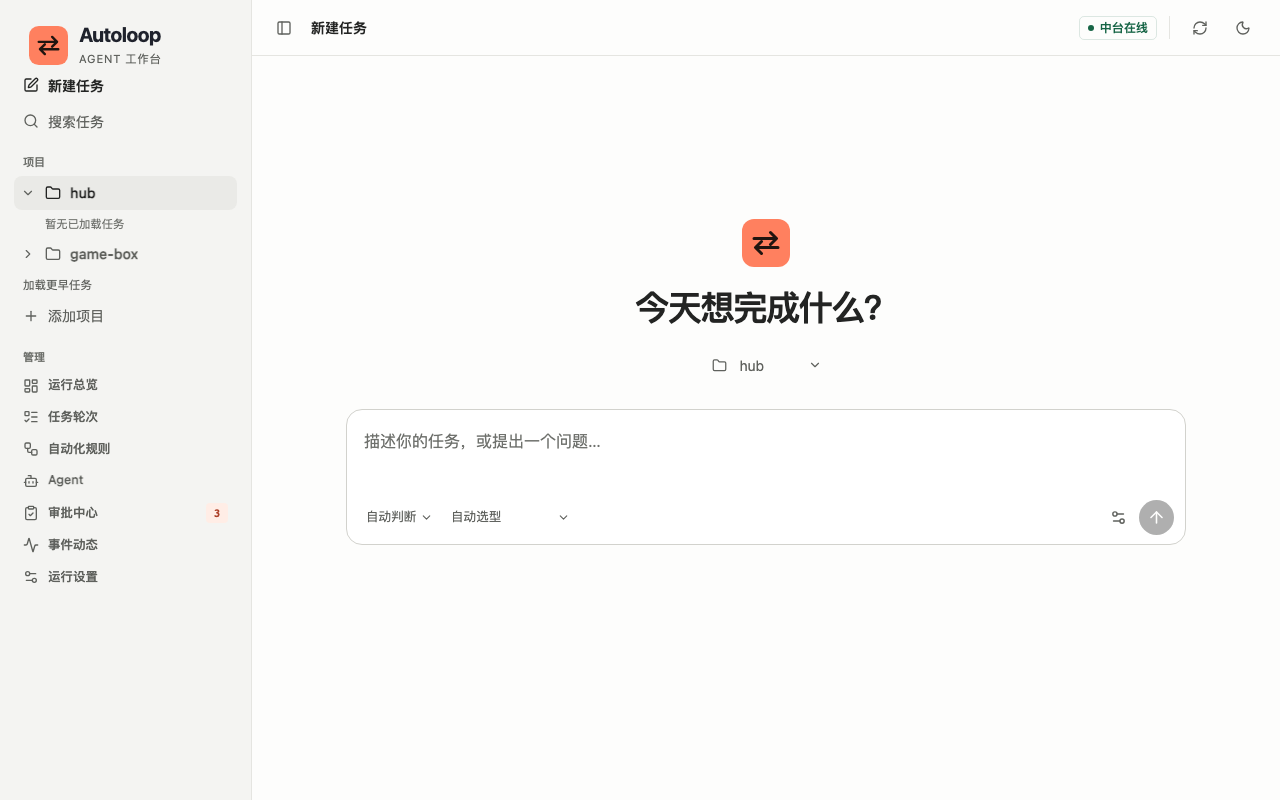 Autoloop
AGENT 工作台
新建任务
搜索任务
项目
hub
暂无已加载任务
game-box
加载更早任务
添加项目
管理
运行总览
任务轮次
自动化规则
Agent
审批中心 3
事件动态
运行设置
新建任务
中台在线
今天想完成什么?
hub
描述你的任务，或提出一个问题...
自动判断 自动选型